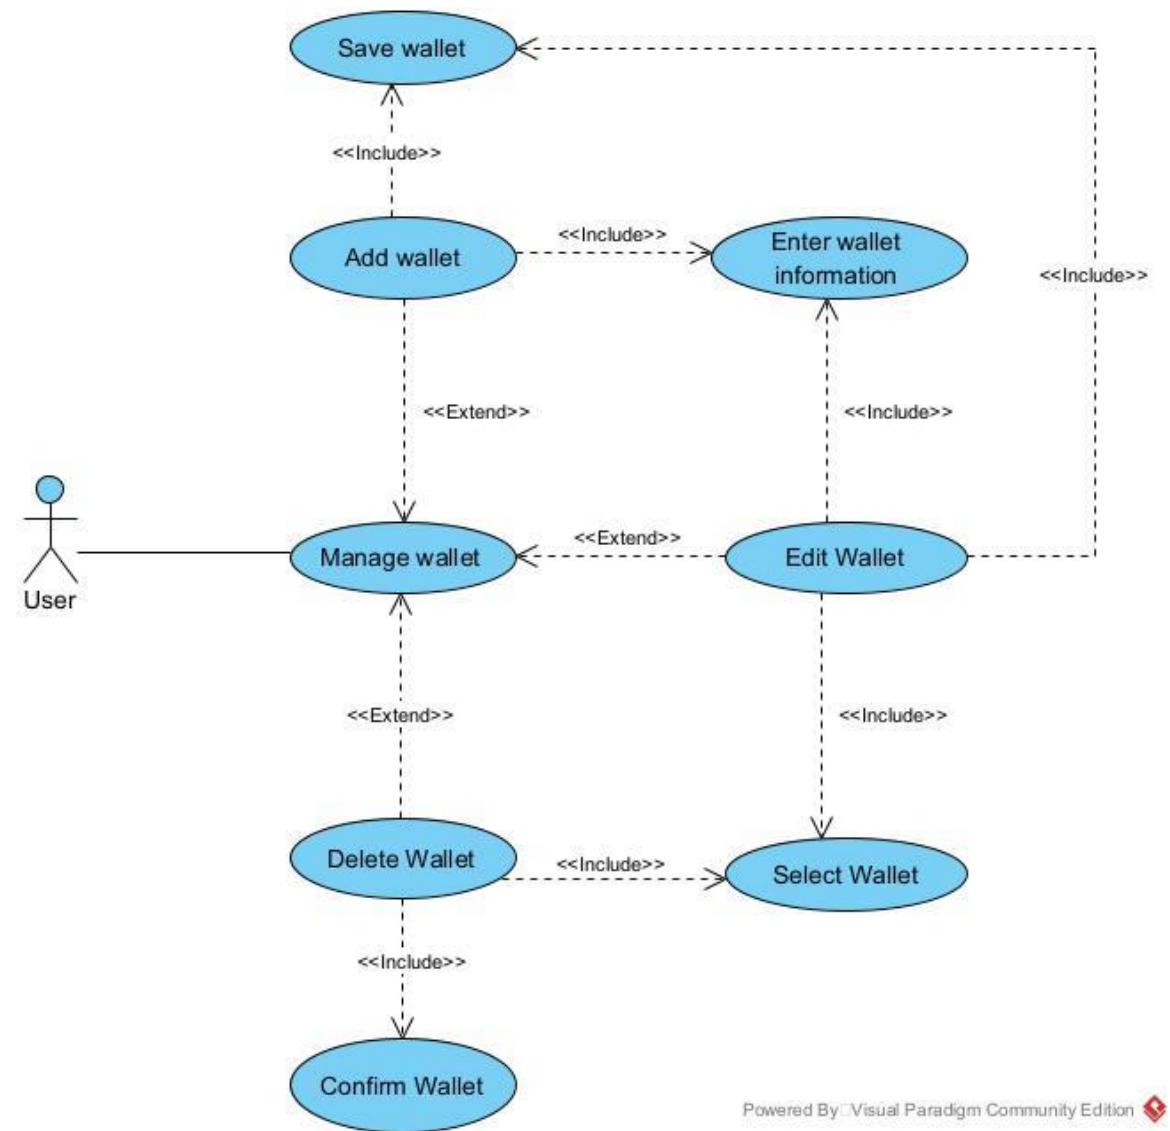 Save wallet
<<Include>>
Add wallet
<<Include>>
Enter wallet
information
<<Include>>
<<Extend>>
<<Include>>
User
Manage wallet
<<Extend>>
Edit Wallet
<<Extend>>
<<Include>>
Delete Wallet
<<Include>>
Select Wallet
<<Include>>
Confirm Wallet
Powered By Visual Paradigm Community Edition